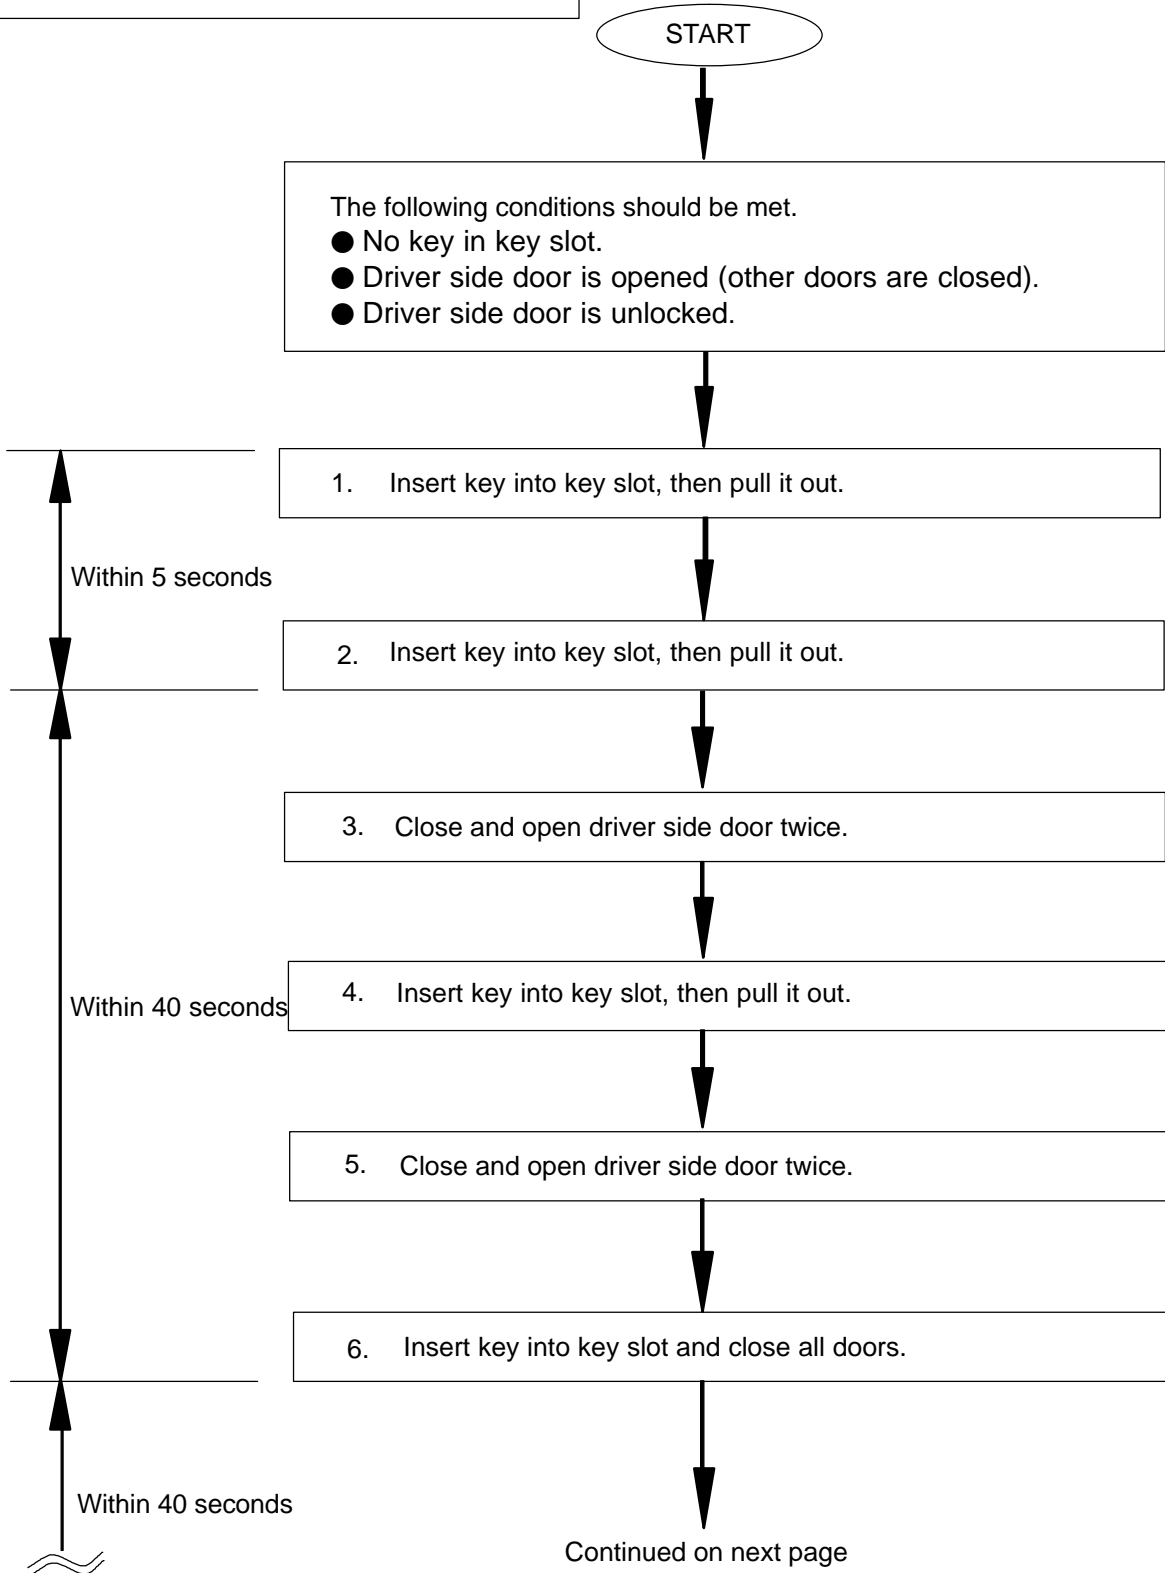 START
The following conditions should be met.
● No key in key slot.
● Driver side door is opened (other doors are closed).
● Driver side door is unlocked.
1. Insert key into key slot, then pull it out.
Within 5 seconds
2. Insert key into key slot, then pull it out.
3. Close and open driver side door twice.
Within 40 seconds
4. Insert key into key slot, then pull it out.
5. Close and open driver side door twice.
6. Insert key into key slot and close all doors.
Within 40 seconds
Continued on next page